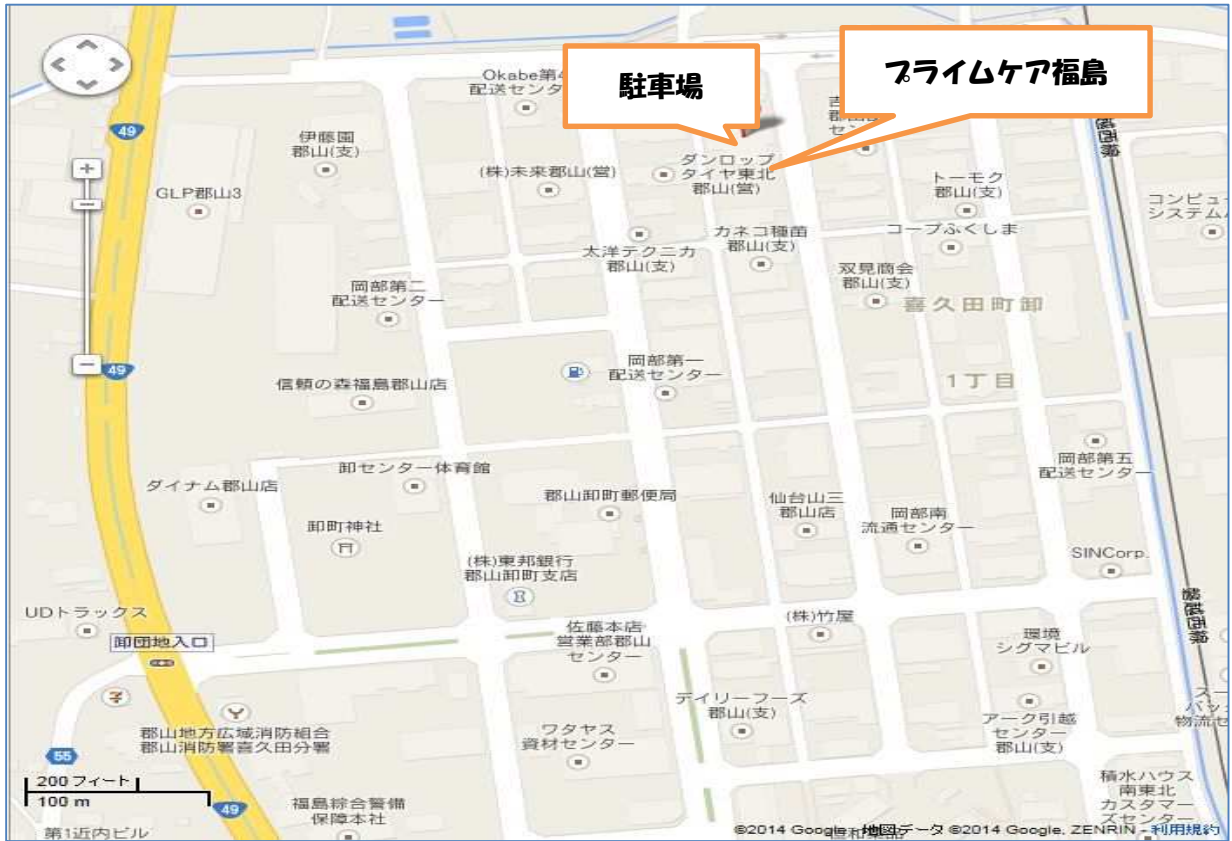 駐車場
プライムケア福島
49
伊藤園
郡山(支)
GLP郡山3
Okabe第4
配送センタ
(株)未来郡山(営)
ダンロップ
タイヤ東北
郡山(営)
トーモク
郡山(支)
コンピュー
システム
太洋テクニカ
郡山(支)
カネコ種苗
郡山(支)
コープふくしま
双見商会
郡山(支)
喜久田町卸
1丁目
岡部第二
配送センター
49
信頼の森福島郡山店
岡部第一
配送センター
ダイナム郡山店
卸センター体育館
郡山卸町郵便局
仙台山三
郡山店
岡部南
流通センター
岡部第五
配送センター
卸町神社
(株)東邦銀行
郡山卸町支店
SINCorp.
磐越西線
UDトラックス
卸団地入口
佐藤本店
営業部郡山
センター
(株)竹屋
環境
シグマビル
郡山地方広域消防組合
郡山消防署喜久田分署
デイリーフーズ
郡山(支)
ワタヤス
資材センター
アーク引越
センター
郡山(支)
55
200 フィート
100 m
49
福島綜合警備
保障本社
第1近内ビル
積水ハウス
南東北
カスタマー
ズセンター
©2014 Google - 地図データ ©2014 Google, ZENRIN - 利用規約